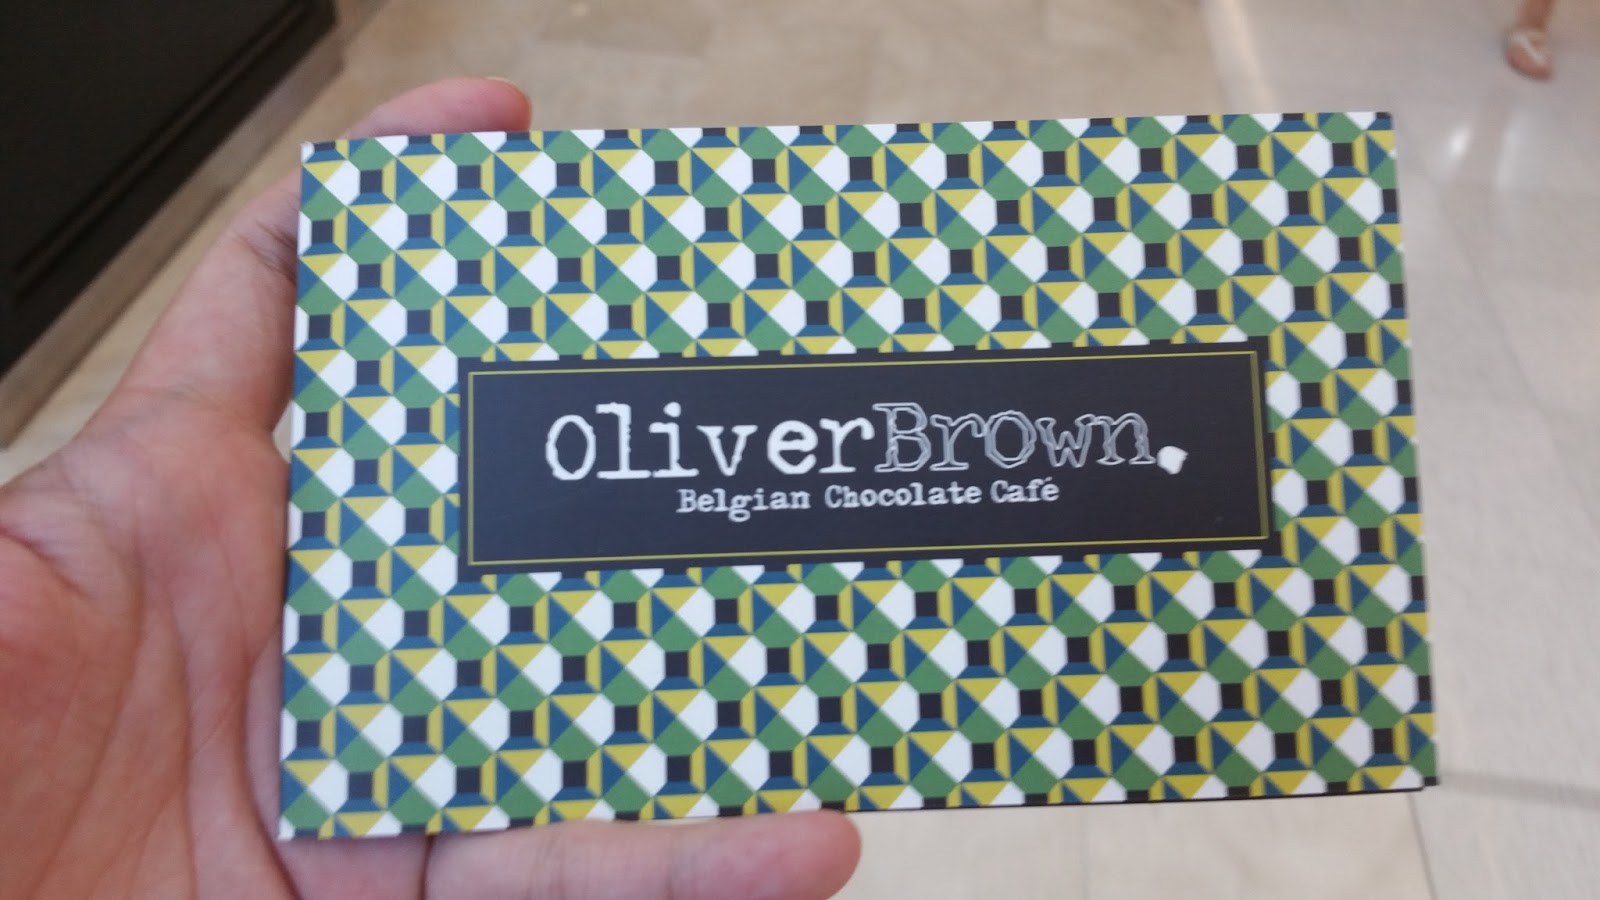 oliverBrown.
Belgian Chocolate Café